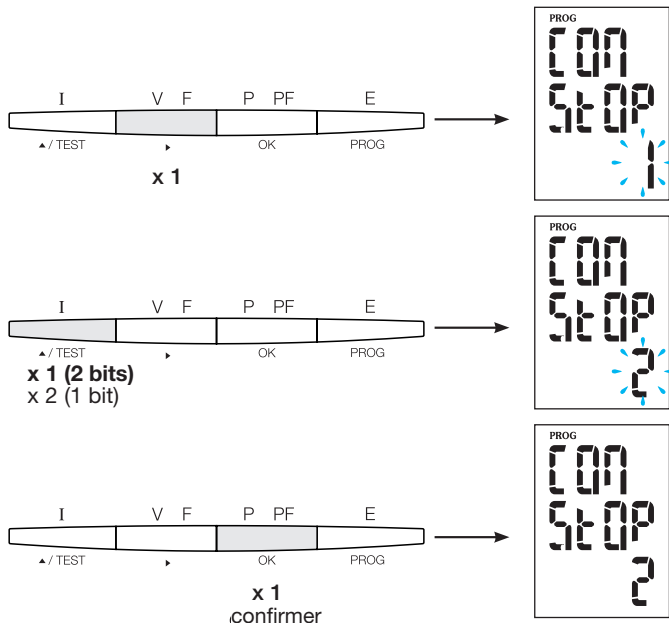 I V F P PF E
▲ / TEST ▸ OK PROG
x 1
PROG
COM
StOP
1
I V F P PF E
▲ / TEST ▸ OK PROG
x 1 (2 bits)
x 2 (1 bit)
PROG
COM
StOP
2
I V F P PF E
▲ / TEST ▸ OK PROG
x 1
confirmer
PROG
COM
StOP
2